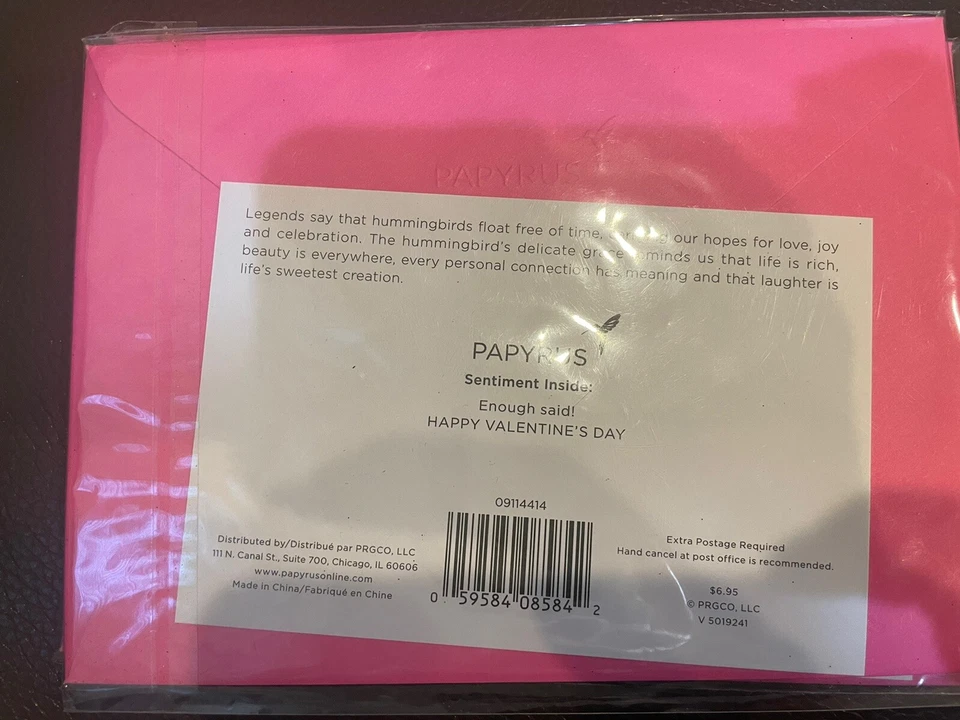 PAPYRUS
Legends say that hummingbirds float free of time, our hopes for love, joy
and celebration. The hummingbird's delicate grace reminds us that life is rich,
beauty is everywhere, every personal connection has meaning and that laughter is
life's sweetest creation.
PAPYRUS
Sentiment Inside:
Enough said!
HAPPY VALENTINE'S DAY
09114414
0 59584 08584 2
Distributed by/Distribué par PRGCO, LLC
111 N. Canal St., Suite 700, Chicago, IL 60606
www.papyrusonline.com
Made in China/Fabriqué en Chine
Extra Postage Required
Hand cancel at post office is recommended.
$6.95
© PRGCO, LLC
V 5019241